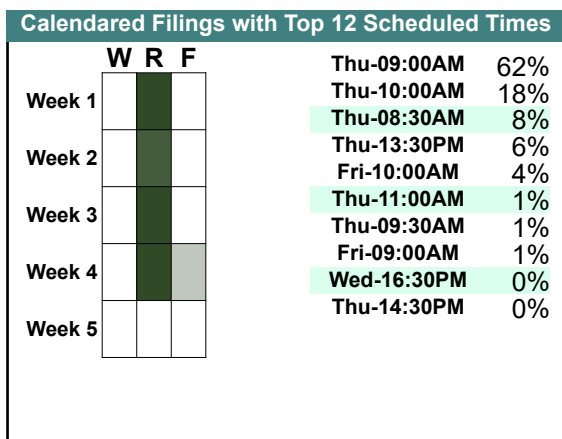 Calendared Filings with Top 12 Scheduled Times
W R F
Week 1
Week 2
Week 3
Week 4
Week 5
Thu-09:00AM 62%
Thu-10:00AM 18%
Thu-08:30AM 8%
Thu-13:30PM 6%
Fri-10:00AM 4%
Thu-11:00AM 1%
Thu-09:30AM 1%
Fri-09:00AM 1%
Wed-16:30PM 0%
Thu-14:30PM 0%